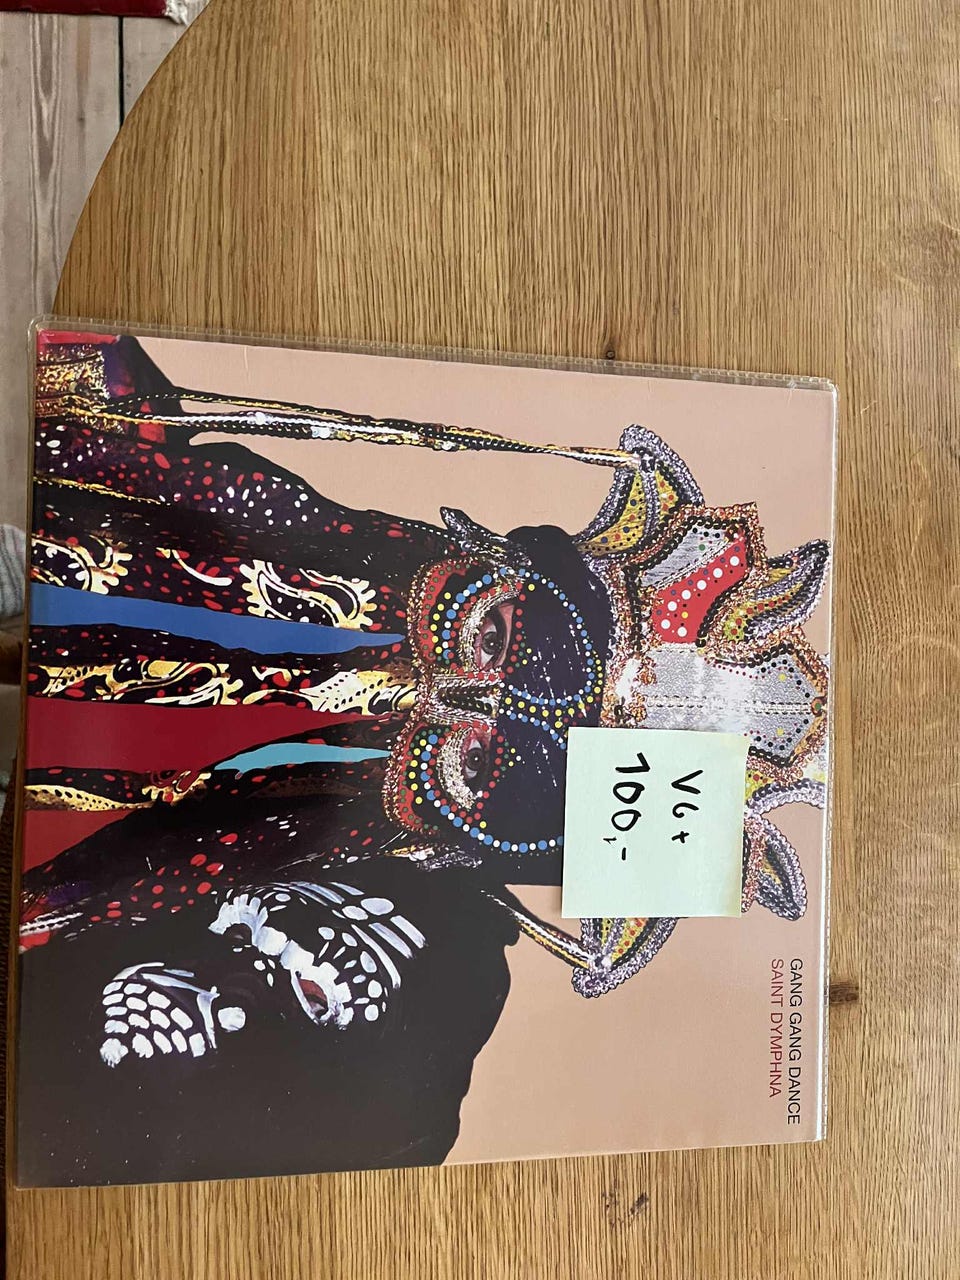 GANG GANG DANCE
SAINT DYMPHNA
VG+
100,-